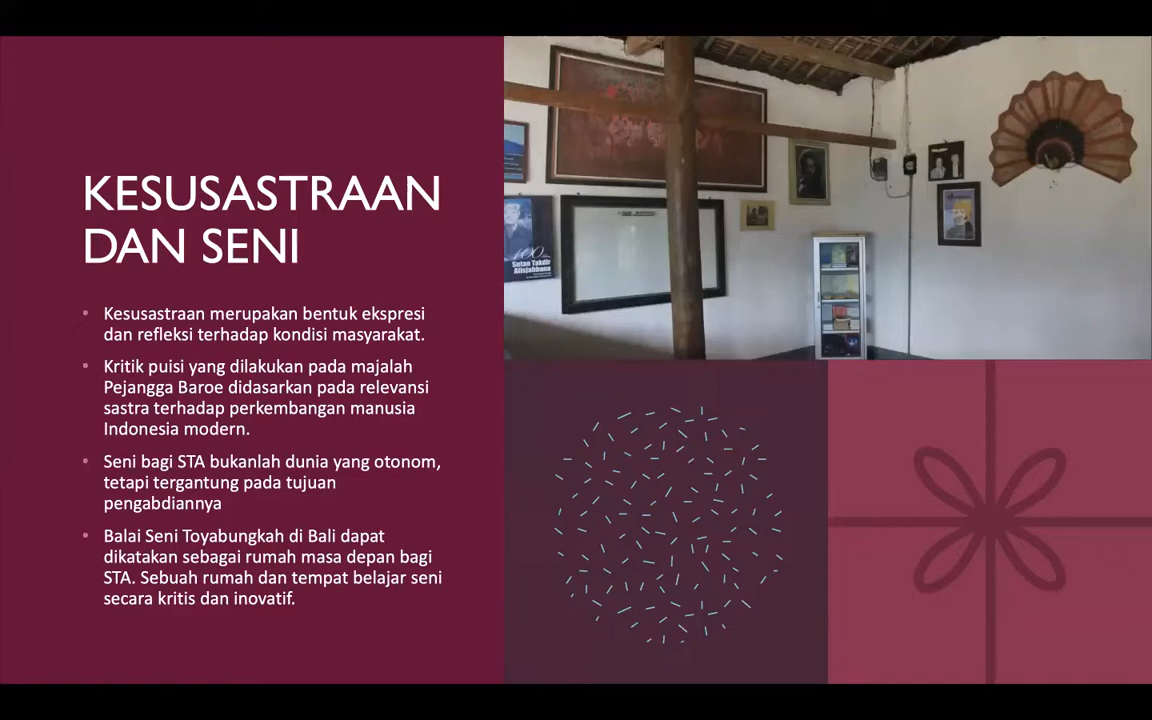 KESUSASTRAAN
DAN SENI
• Kesusastraan merupakan bentuk ekspresi
dan refleksi terhadap kondisi masyarakat.
• Kritik puisi yang dilakukan pada majalah
Pejangga Baroe didasarkan pada relevansi
sastra terhadap perkembangan manusia
Indonesia modern.
• Seni bagi STA bukanlah dunia yang otonom,
tetapi tergantung pada tujuan
pengabdiannya
• Balai Seni Toyabungkah di Bali dapat
dikatakan sebagai rumah masa depan bagi
STA. Sebuah rumah dan tempat belajar seni
secara kritis dan inovatif.
100
Sutan Takdir
Alisjahbana